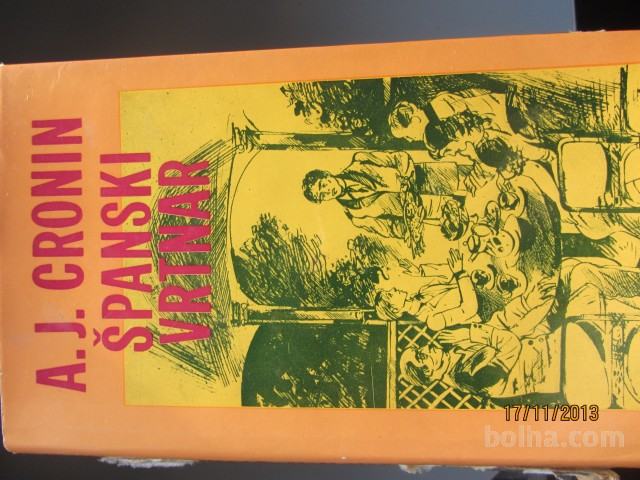 A.J. CRONIN
ŠPANSKI
VRTNAR
17/11/2013
bolha.com